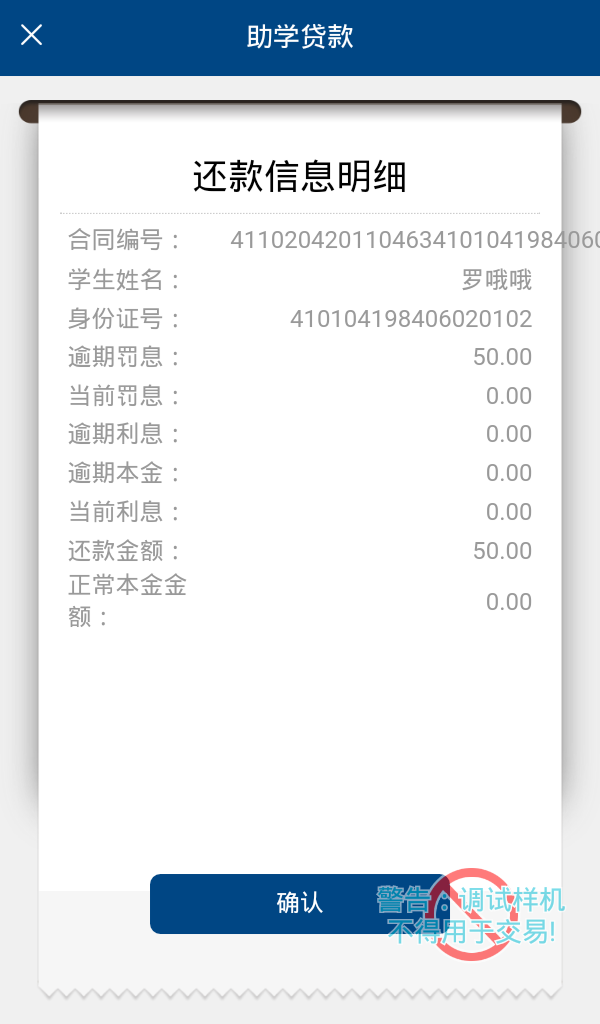 助学贷款
还款信息明细
合同编号： 4110204201104634101041984060
学生姓名： 罗哦哦
身份证号： 410104198406020102
逾期罚息： 50.00
当前罚息： 0.00
逾期利息： 0.00
逾期本金： 0.00
当前利息： 0.00
还款金额： 50.00
正常本金金
额： 0.00
确认
警告：调试样机
不得用于交易!